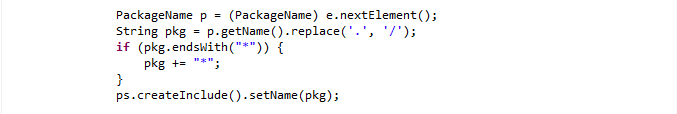 PackageName p = (PackageName) e.nextElement();
String pkg = p.getName().replace('.', '/');
if (pkg.endsWith("*")) {
    pkg += "*";
}
ps.createInclude().setName(pkg);